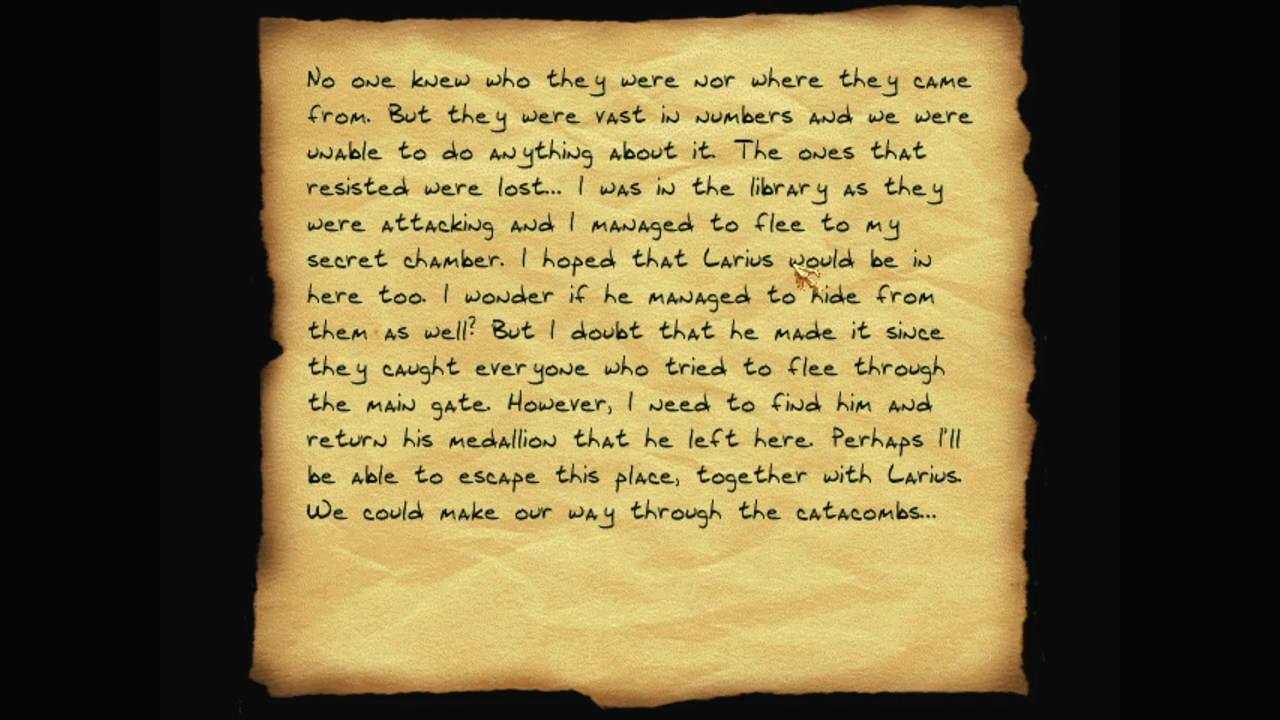 No one knew who they were nor where they came
from. But they were vast in numbers and we were
unable to do anything about it. The ones that
resisted were lost... I was in the library as they
were attacking and I managed to flee to my
secret chamber. I hoped that Larius would be in
here too. I wonder if he managed to hide from
them as well? But I doubt that he made it since
they caught everyone who tried to flee through
the main gate. However, I need to find him and
return his medallion that he left here. Perhaps I'll
be able to escape this place, together with Larius.
We could make our way through the catacombs...